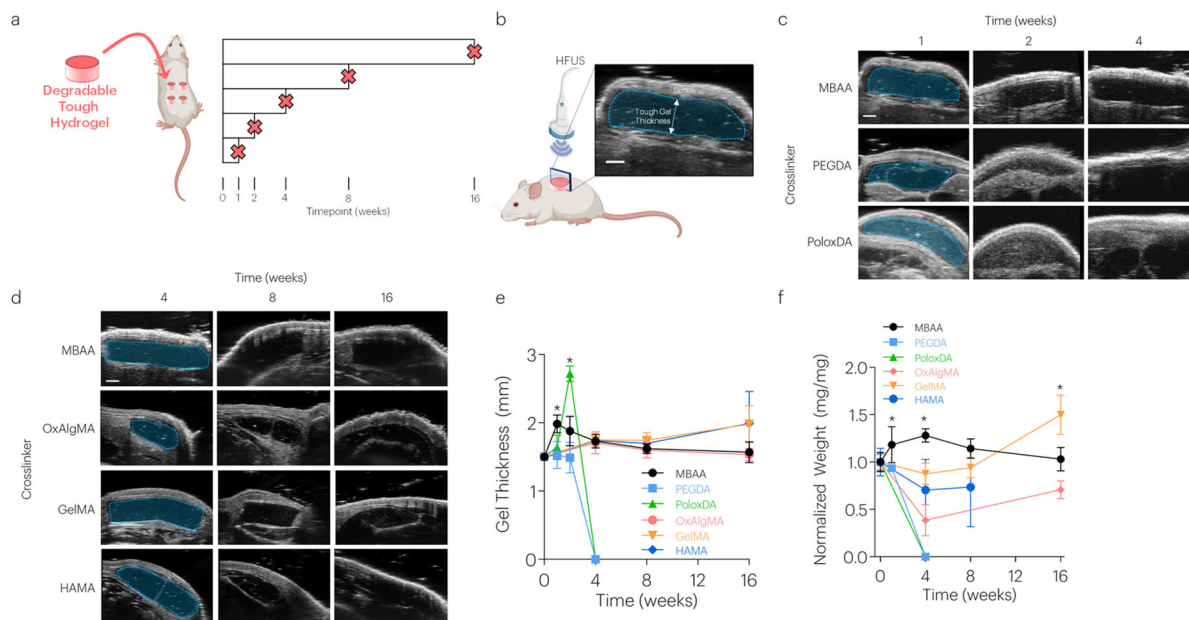 a
Degradable
Tough
Hydrogel
0 1 2 4 8 16
Timepoint (weeks)
b
HFUS
Skin
Tough Gel
Thickness
c
Time (weeks)
1 2 4
Crosslinker
MBAA
PEGDA
PoloxDA
d
Time (weeks)
4 8 16
Crosslinker
MBAA
OxAlgMA
GelMA
HAMA
e
Gel Thickness (mm)
3
2
1
0
* *
MBAA
PEGDA
PoloxDA
OxAlgMA
GelMA
HAMA
0 4 8 12 16
Time (weeks)
f
MBAA
PEGDA
PoloxDA
OxAlgMA
GelMA
HAMA
Normalized Weight (mg/mg)
2.0
1.5
1.0
0.5
0.0
* * *
0 4 8 12 16
Time (weeks)